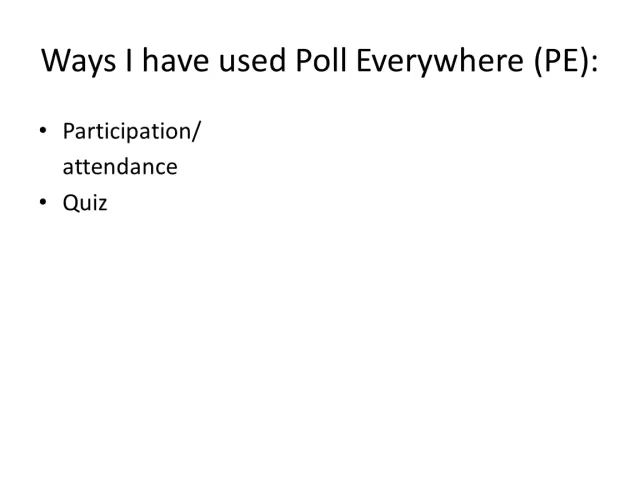 Ways I have used Poll Everywhere (PE):
• Participation/
attendance
• Quiz